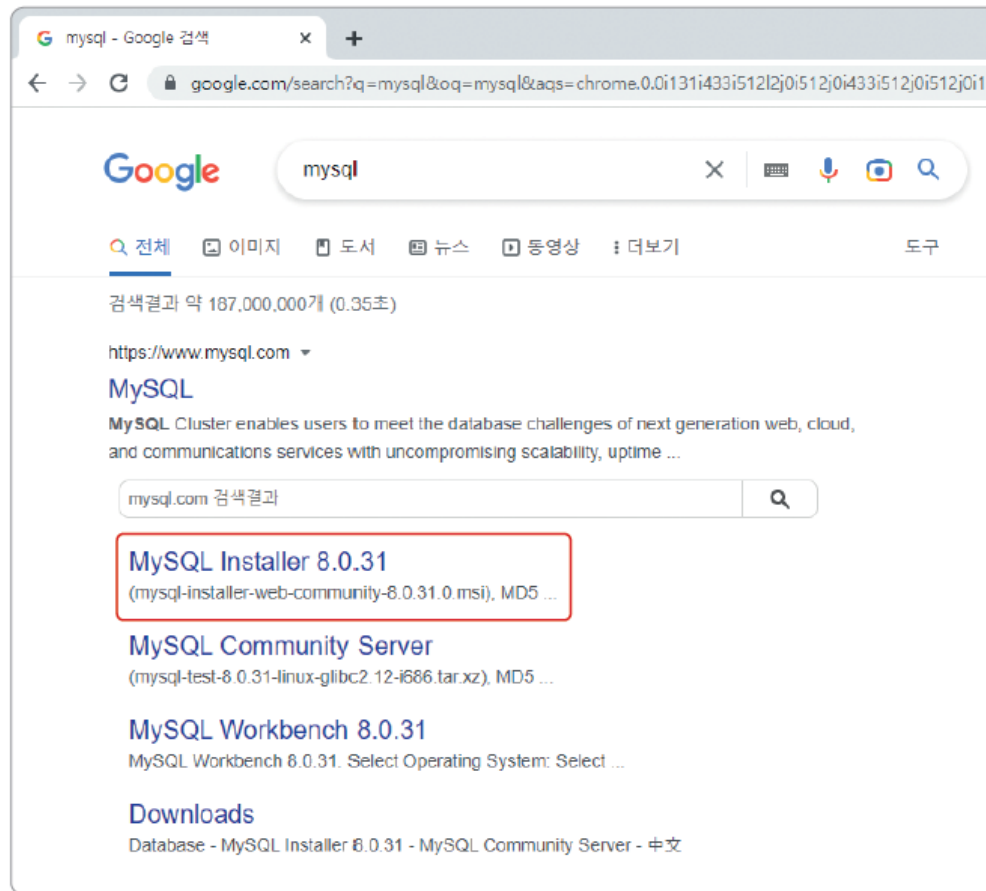 mysql - Google 검색
google.com/search?q=mysql&oq=mysql&aqs=chrome.0.0i131i433i512l2j0i512j0i433i512j0i512j0i1
Google
mysql
전체 이미지 도서 뉴스 동영상 더보기 도구
검색결과 약 187,000,000개 (0.35초)
https://www.mysql.com
MySQL
MySQL Cluster enables users to meet the database challenges of next generation web, cloud,
and communications services with uncompromising scalability, uptime ...
mysql.com 검색결과
MySQL Installer 8.0.31
(mysql-installer-web-community-8.0.31.0.msi), MD5 ...
MySQL Community Server
(mysql-test-8.0.31-linux-glibc2.12-i686.tar.xz), MD5 ...
MySQL Workbench 8.0.31
MySQL Workbench 8.0.31. Select Operating System: Select ...
Downloads
Database - MySQL Installer 8.0.31 - MySQL Community Server - 中文